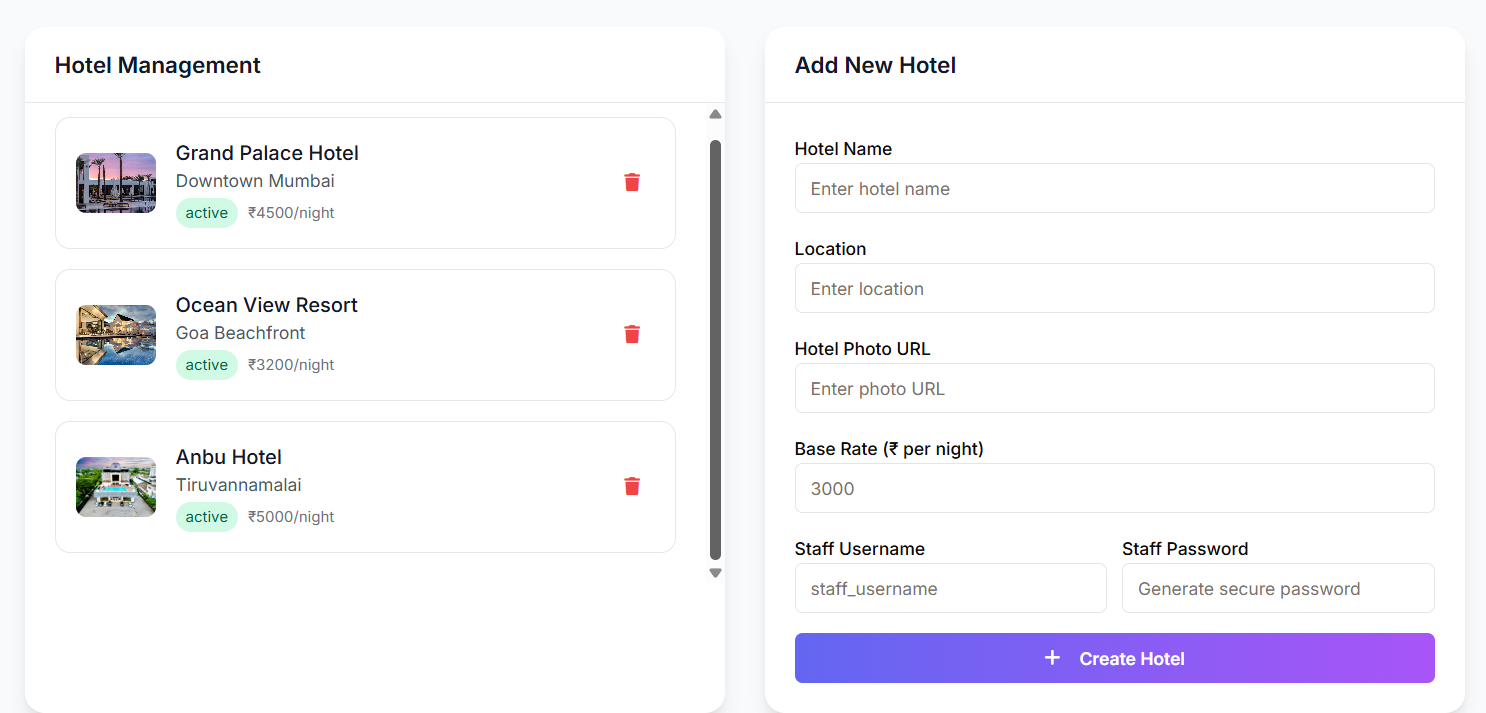 Hotel Management
Grand Palace Hotel
Downtown Mumbai
active ₹4500/night
Ocean View Resort
Goa Beachfront
active ₹3200/night
Anbu Hotel
Tiruvannamalai
active ₹5000/night
Add New Hotel
Hotel Name
Enter hotel name
Location
Enter location
Hotel Photo URL
Enter photo URL
Base Rate (₹ per night)
3000
Staff Username Staff Password
staff_username Generate secure password
+ Create Hotel